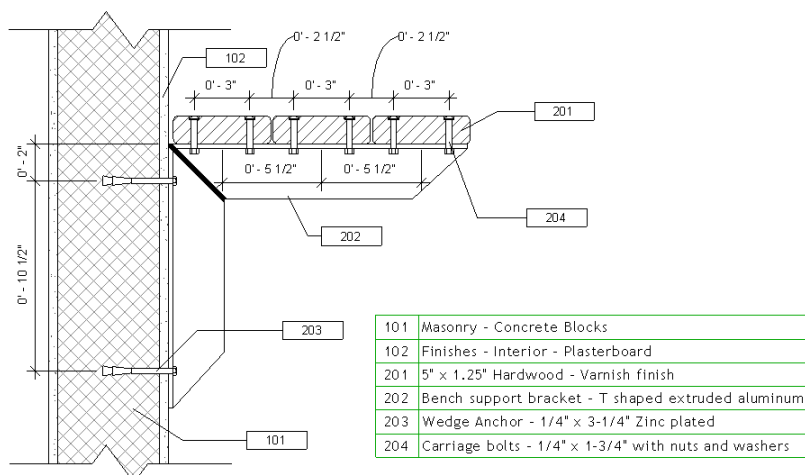 0' - 2 1/2" 0' - 2 1/2"
102
0' - 3" 0' - 3" 0' - 3"
201
0' - 2"
0' - 5 1/2" 0' - 5 1/2"
204
202
0' - 10 1/2"
203
101
101 Masonry - Concrete Blocks
102 Finishes - Interior - Plasterboard
201 5" x 1.25" Hardwood - Varnish finish
202 Bench support bracket - T shaped extruded aluminum
203 Wedge Anchor - 1/4" x 3-1/4" Zinc plated
204 Carriage bolts - 1/4" x 1-3/4" with nuts and washers